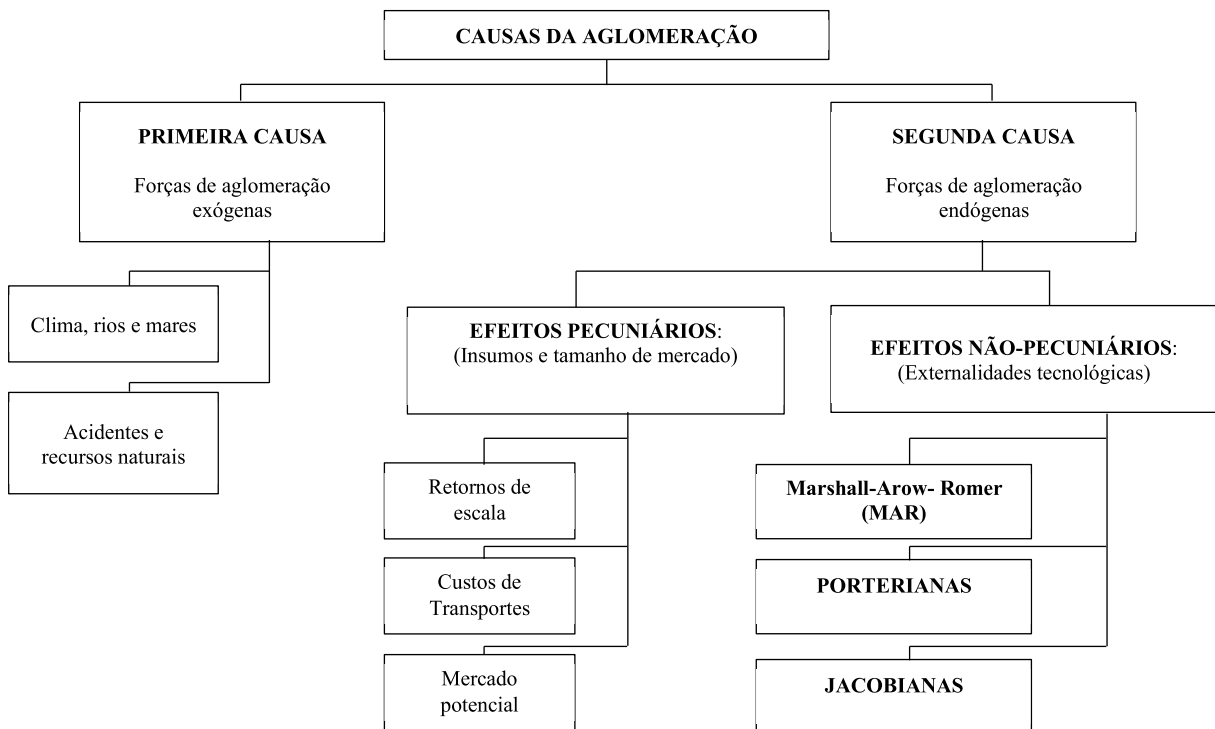 CAUSAS DA AGLOMERAÇÃO
PRIMEIRA CAUSA
Forças de aglomeração
exógenas
SEGUNDA CAUSA
Forças de aglomeração
endógenas
Clima, rios e mares
Acidentes e
recursos naturais
EFEITOS PECUNIÁRIOS:
(Insumos e tamanho de mercado)
EFEITOS NÃO-PECUNIÁRIOS:
(Externalidades tecnológicas)
Retornos de
escala
Custos de
Transportes
Mercado
potencial
Marshall-Arow- Romer
(MAR)
PORTERIANAS
JACOBIANAS